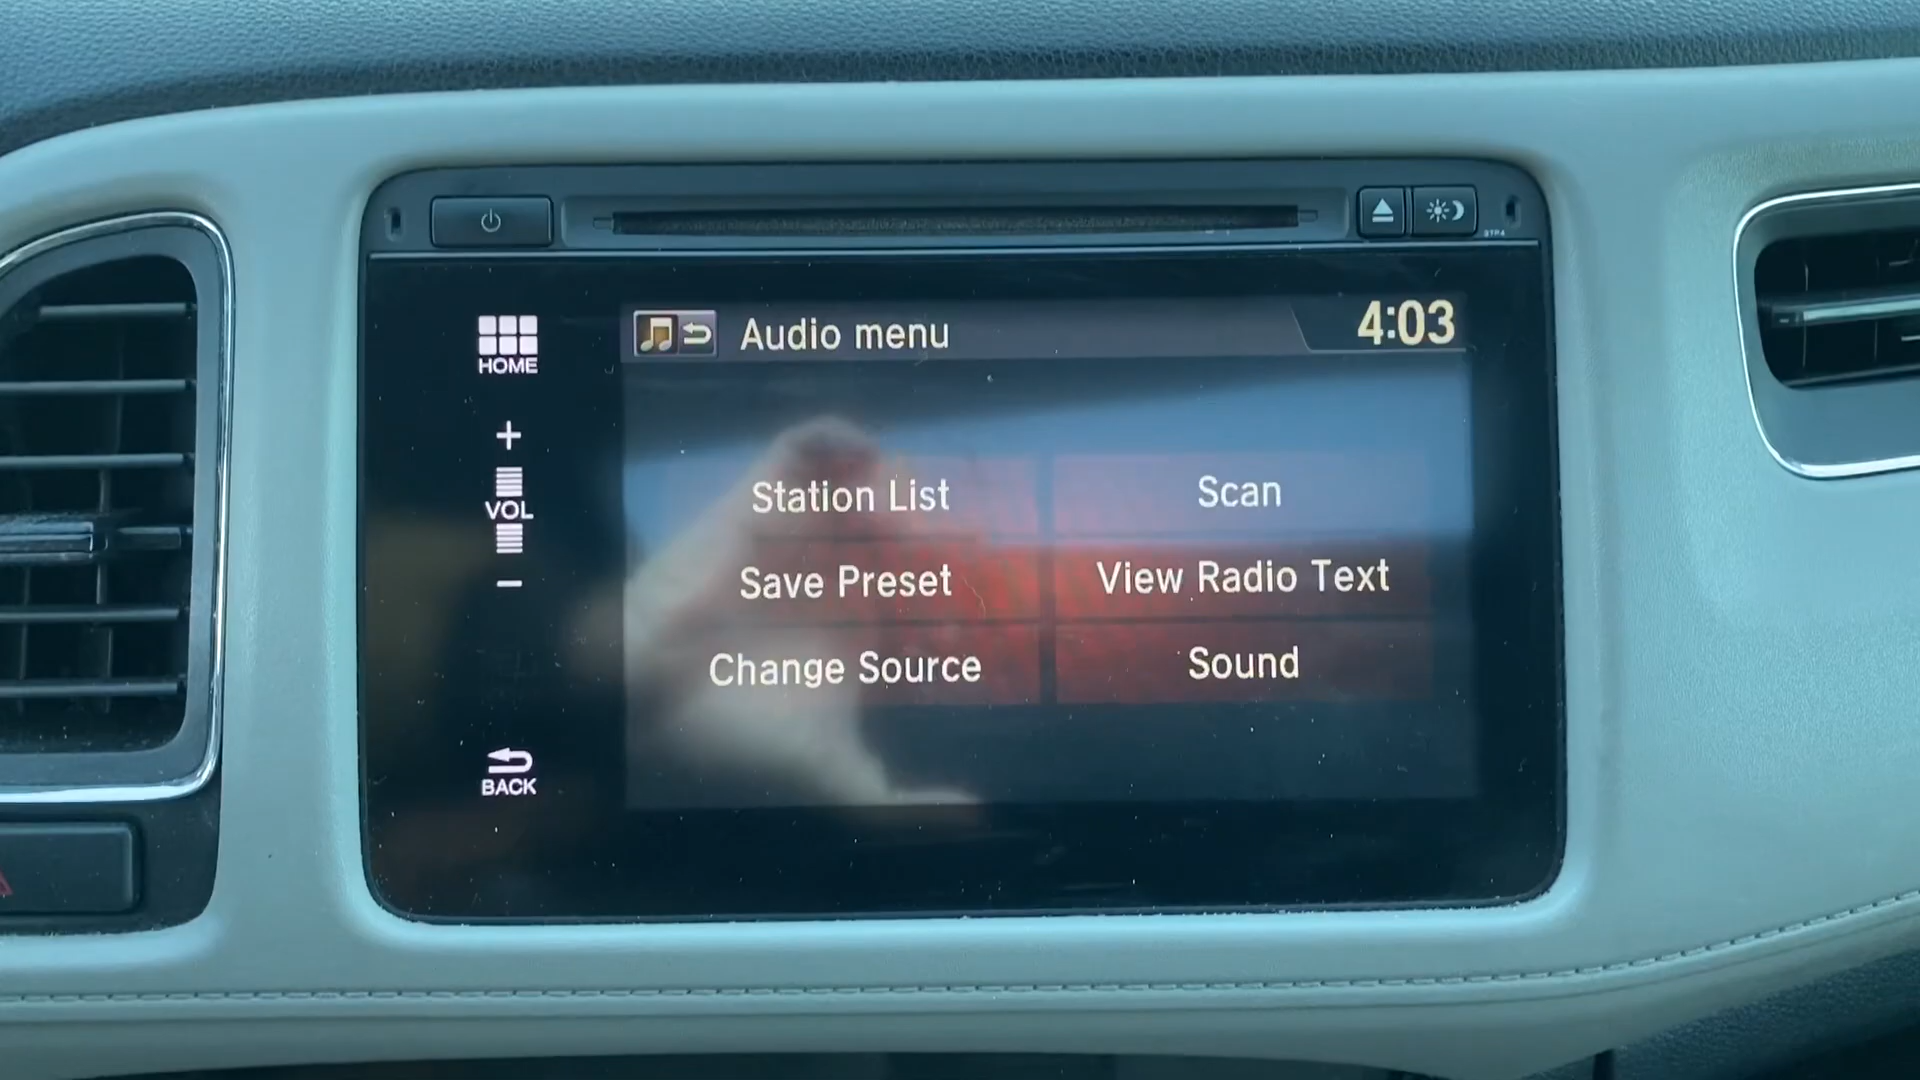 Audio menu
4:03
HOME
+
VOL
−
BACK
Station List
Scan
Save Preset
View Radio Text
Change Source
Sound